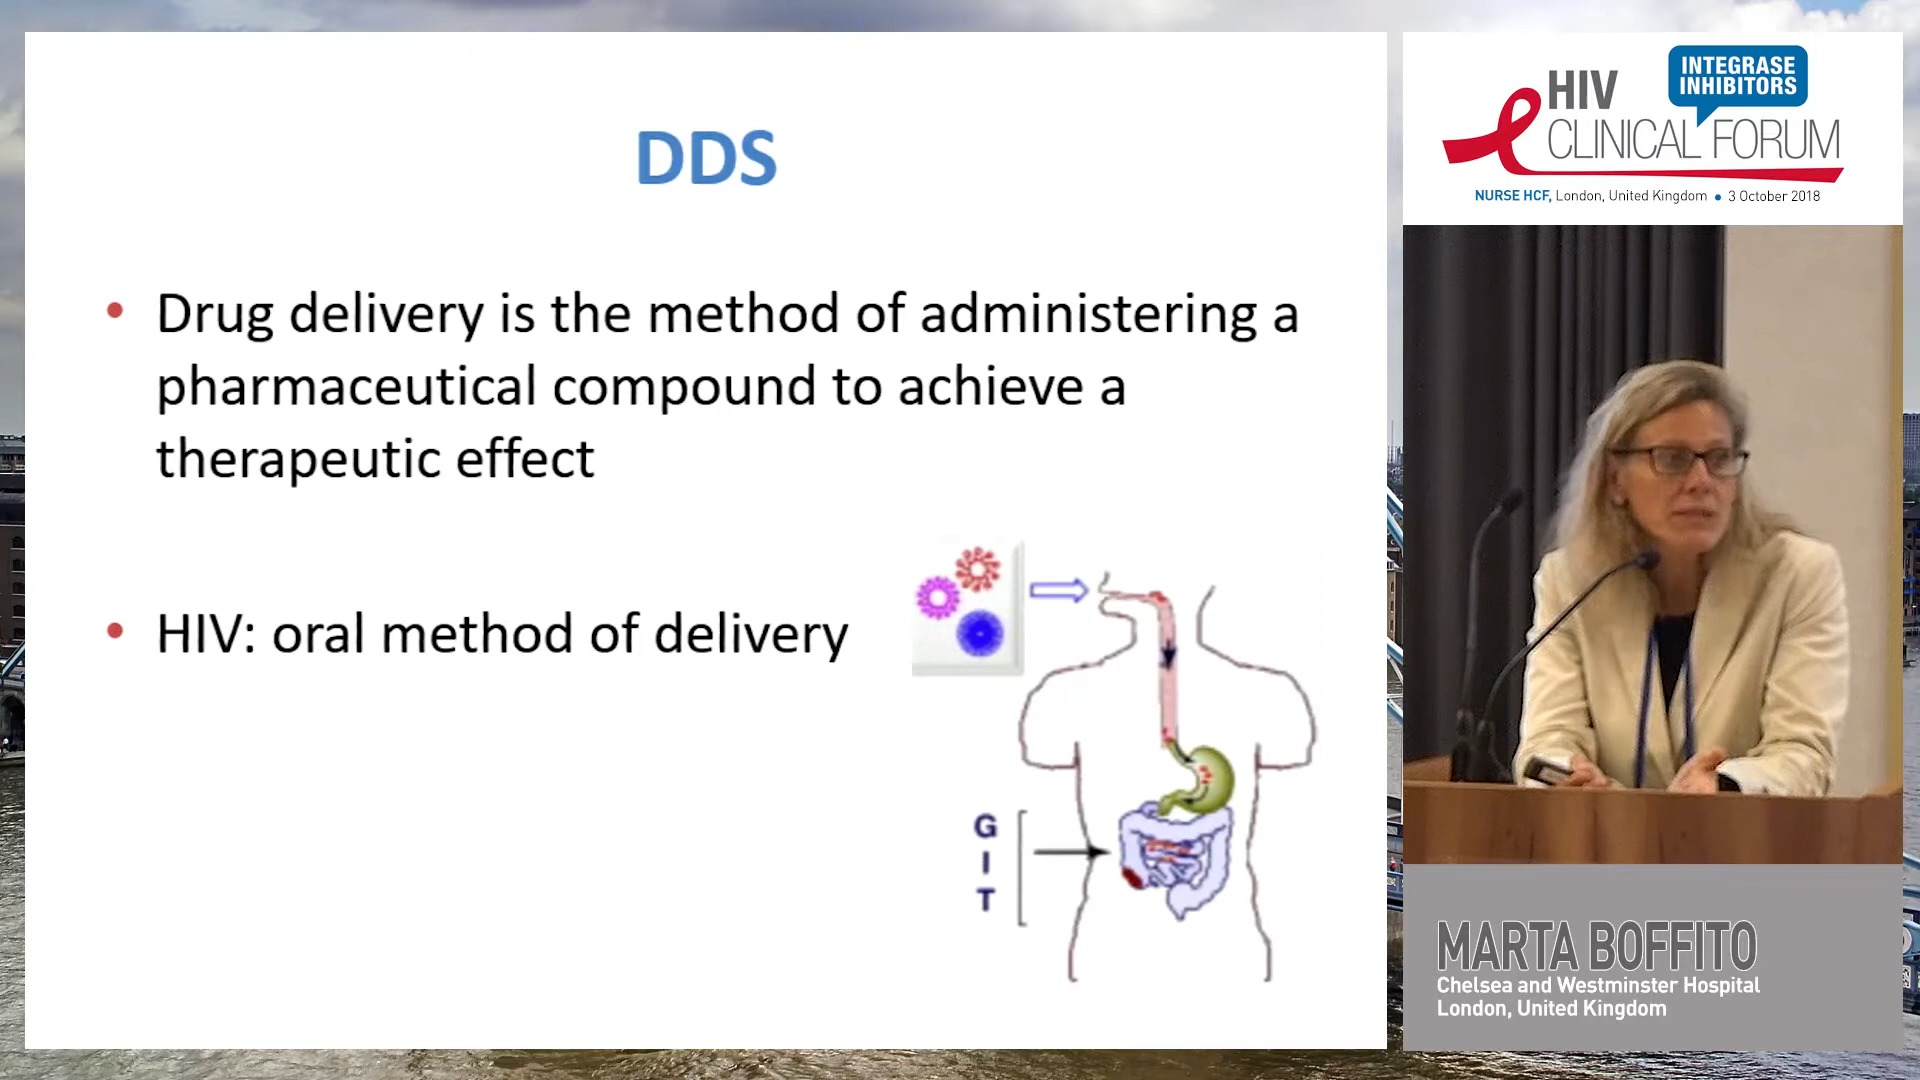 DDS
• Drug delivery is the method of administering a
pharmaceutical compound to achieve a
therapeutic effect
• HIV: oral method of delivery
G
I
T
INTEGRASE
INHIBITORS
HIV
CLINICAL FORUM
NURSE HCF, London, United Kingdom • 3 October 2018
MARTA BOFFITO
Chelsea and Westminster Hospital
London, United Kingdom